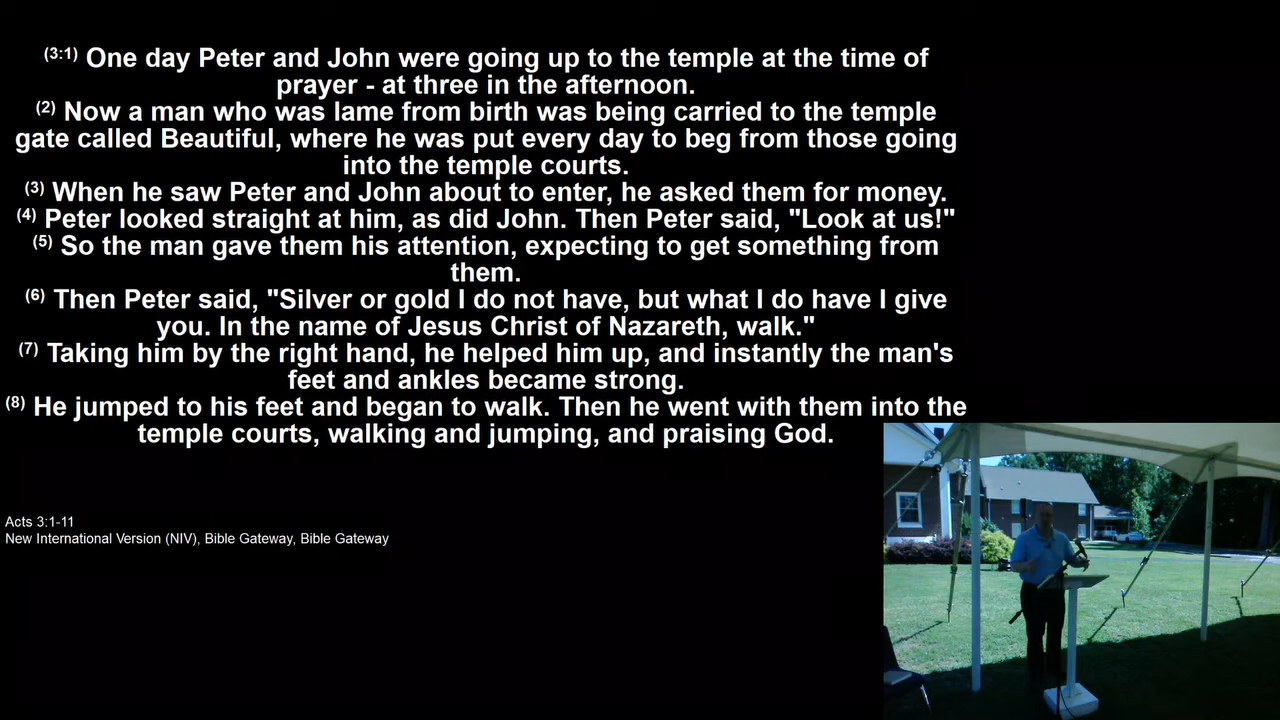 (3:1) One day Peter and John were going up to the temple at the time of
prayer - at three in the afternoon.
(2) Now a man who was lame from birth was being carried to the temple
gate called Beautiful, where he was put every day to beg from those going
into the temple courts.
(3) When he saw Peter and John about to enter, he asked them for money.
(4) Peter looked straight at him, as did John. Then Peter said, "Look at us!"
(5) So the man gave them his attention, expecting to get something from
them.
(6) Then Peter said, "Silver or gold I do not have, but what I do have I give
you. In the name of Jesus Christ of Nazareth, walk."
(7) Taking him by the right hand, he helped him up, and instantly the man's
feet and ankles became strong.
(8) He jumped to his feet and began to walk. Then he went with them into the
temple courts, walking and jumping, and praising God.
Acts 3:1-11
New International Version (NIV), Bible Gateway, Bible Gateway